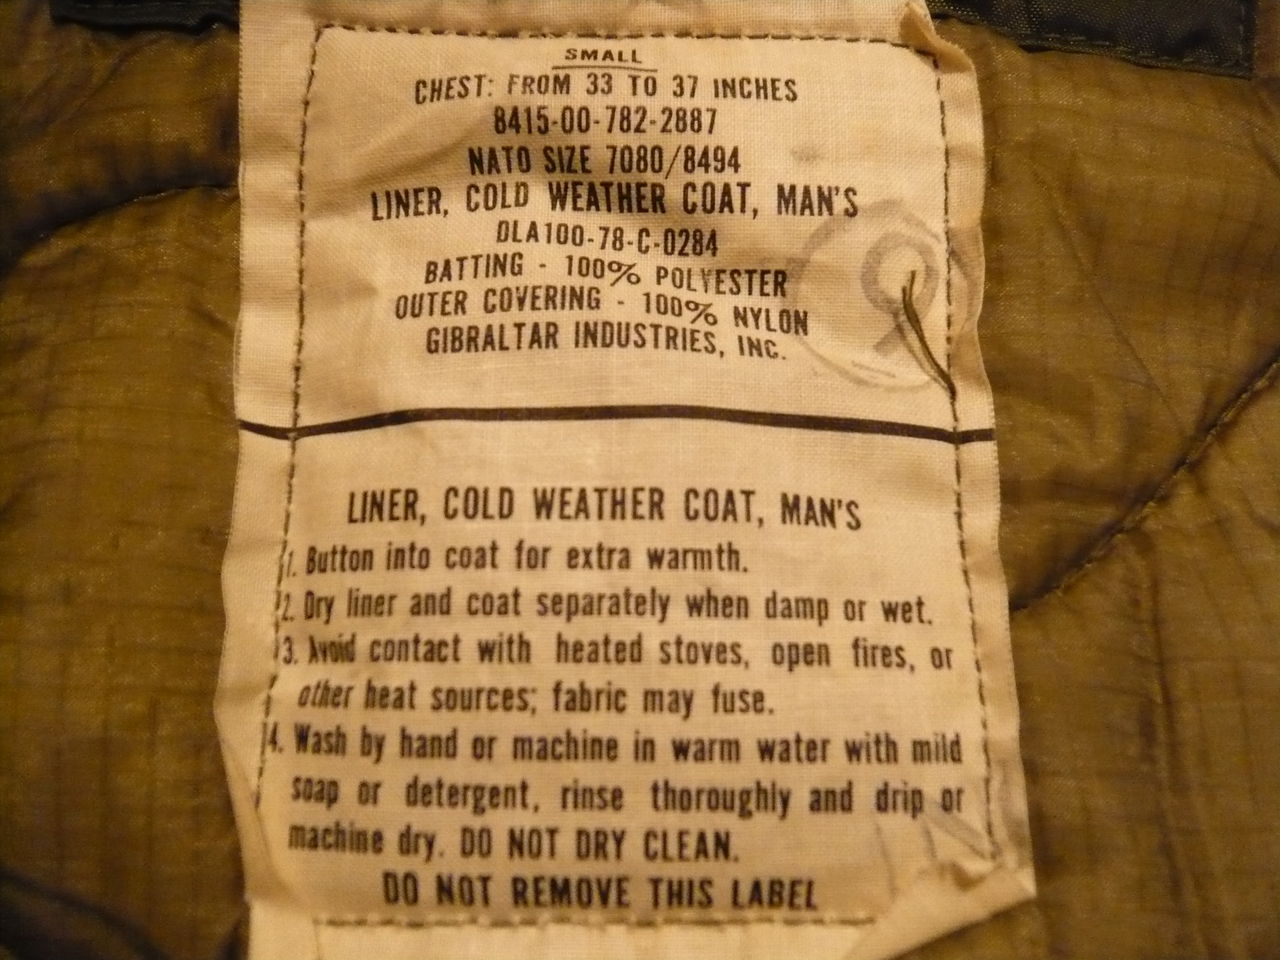 SMALL
CHEST: FROM 33 TO 37 INCHES
8415-00-782-2887
NATO SIZE 7080/8494
LINER, COLD WEATHER COAT, MAN'S
DLA100-78-C-0284
BATTING - 100% POLYESTER
OUTER COVERING - 100% NYLON
GIBRALTAR INDUSTRIES, INC.
LINER, COLD WEATHER COAT, MAN'S
1. Button into coat for extra warmth.
2. Dry liner and coat separately when damp or wet.
3. Avoid contact with heated stoves, open fires, or
other heat sources; fabric may fuse.
4. Wash by hand or machine in warm water with mild
soap or detergent, rinse thoroughly and drip or
machine dry. DO NOT DRY CLEAN.
DO NOT REMOVE THIS LABEL